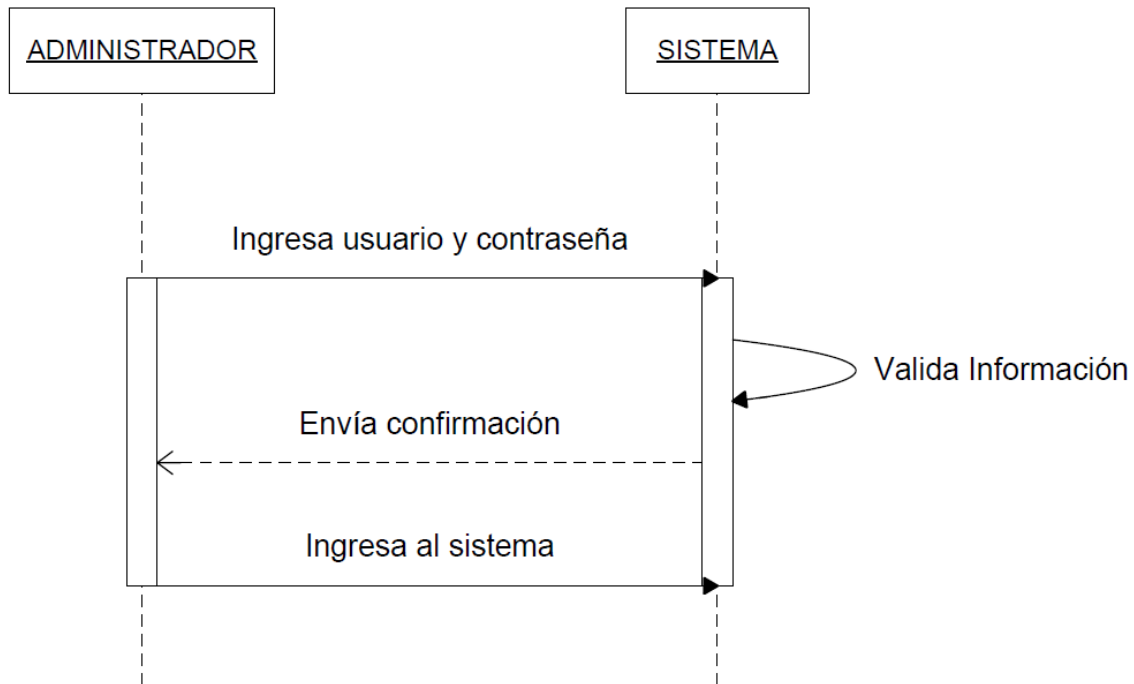 ADMINISTRADOR
SISTEMA
Ingresa usuario y contraseña
Valida Información
Envía confirmación
Ingresa al sistema